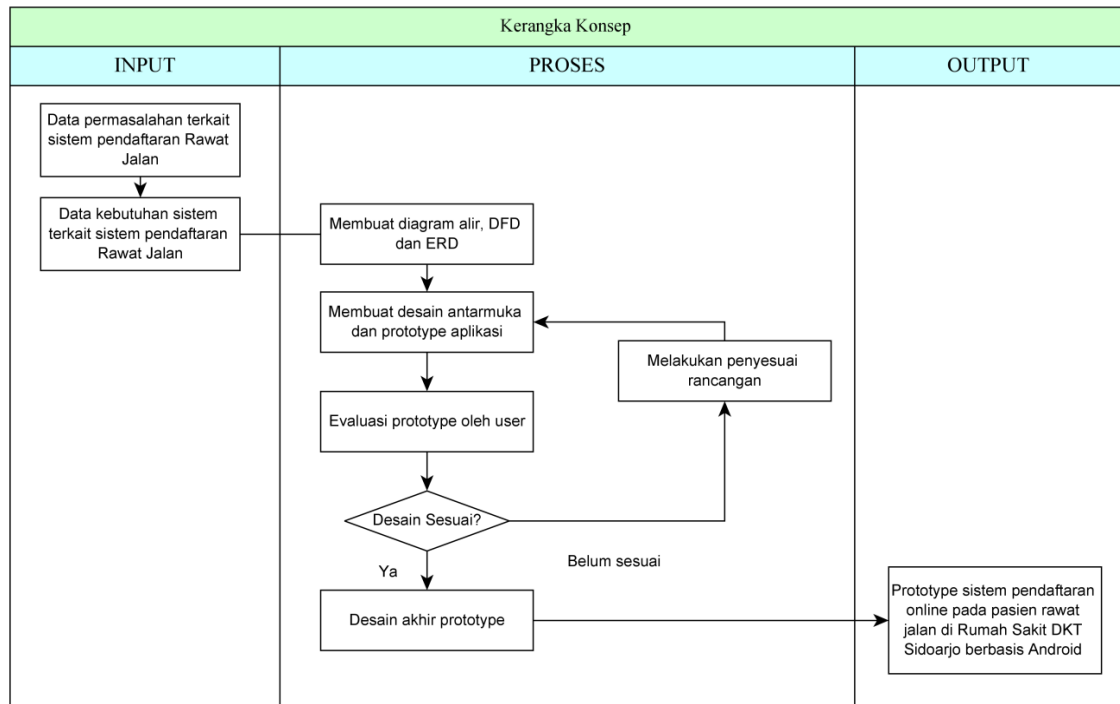 Kerangka Konsep
INPUT
PROSES
OUTPUT
Data permasalahan terkait
sistem pendaftaran Rawat
Jalan
Data kebutuhan sistem
terkait sistem pendaftaran
Rawat Jalan
Membuat diagram alir, DFD
dan ERD
Membuat desain antarmuka
dan prototype aplikasi
Melakukan penyesuai
rancangan
Evaluasi prototype oleh user
Desain Sesuai?
Belum sesuai
Ya
Desain akhir prototype
Prototype sistem pendaftaran
online pada pasien rawat
jalan di Rumah Sakit DKT
Sidoarjo berbasis Android